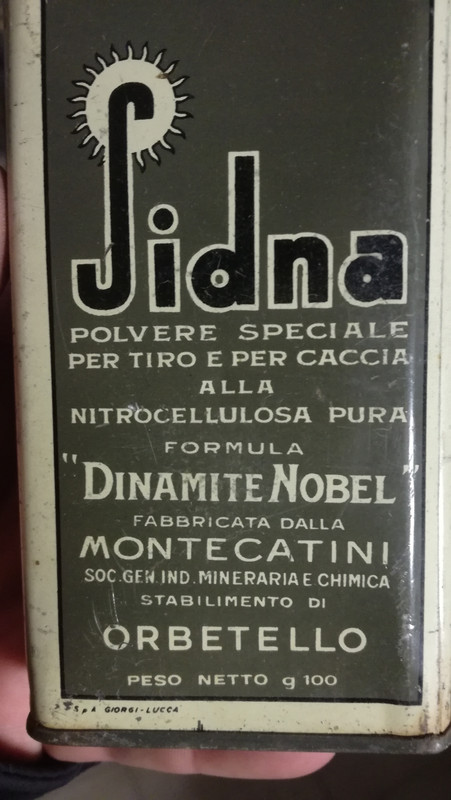 Sidna
POLVERE SPECIALE
PER TIRO E PER CACCIA
ALLA
NITROCELLULOSA PURA
FORMULA
"DINAMITE NOBEL"
FABBRICATA DALLA
MONTECATINI
SOC. GEN. IND. MINERARIA E CHIMICA
STABILIMENTO DI
ORBETELLO
PESO NETTO g 100
S.p.A. GIORGI-LUCCA